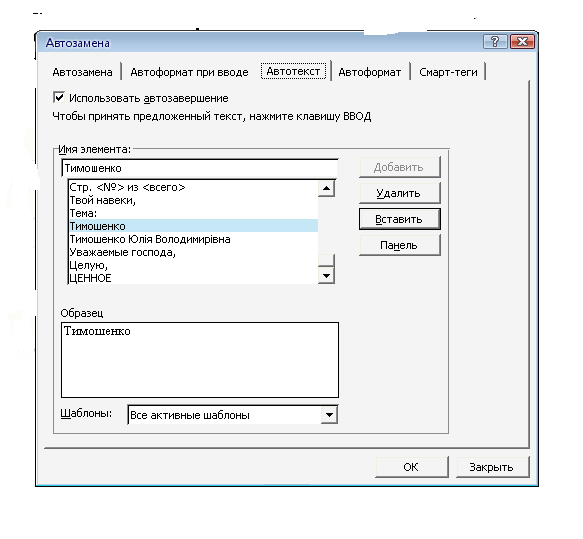 Автозамена
Автозамена Автоформат при вводе Автотекст Автоформат Смарт-теги
Использовать автозавершение
Чтобы принять предложенный текст, нажмите клавишу ВВОД
Имя элемента:
Тимошенко
Добавить
Стр. <№> из <всего>
Твой навеки,
Тема:
Тимошенко
Тимошенко Юлія Володимирівна
Уважаемые господа,
Целую,
ЦЕННОЕ
Удалить
Вставить
Панель
Образец
Тимошенко
Шаблоны: Все активные шаблоны
ОК Закрыть